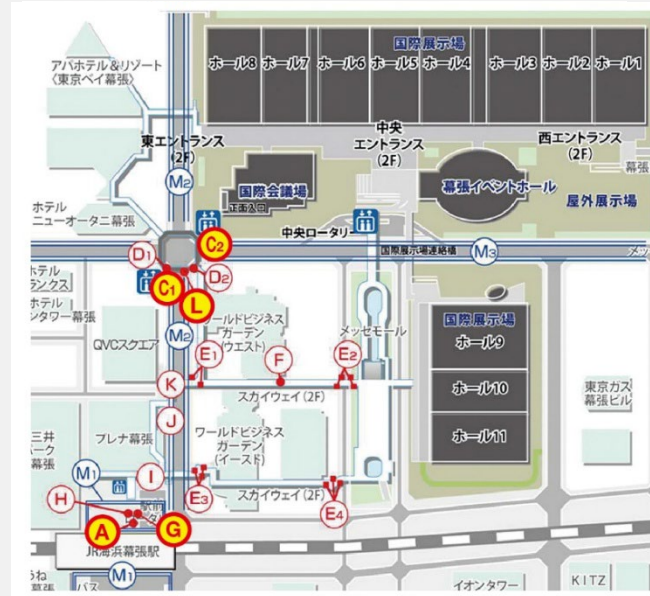 国際展示場
ホール8
ホール7
ホール6
ホール5
ホール4
ホール3
ホール2
ホール1
アパホテル&リゾート
〈東京ベイ幕張〉
東エントランス
(2F)
中央
エントランス
(2F)
西エントランス
(2F)
幕張
M2
国際会議場
正面入口
幕張イベントホール
屋外展示場
ホテル
ニューオータニ幕張
C2
中央ロータリー
D1
国際展示場連絡橋
M3
メッ
C1
L
D2
ホテル
ランクス
ホテル
ンタワー幕張
M2
QVCスクエア
ールドビジネス
ガーデン
(ウエスト)
メッセモール
国際展示場
ホール9
E1
F
E2
K
スカイウェイ(2F)
ホール10
東京ガス
幕張ビル
J
三井
ーク
幕張
プレナ幕張
ワールドビジネス
ガーデン
(イースト)
ホール11
M1
I
H
E3
スカイウェイ(2F)
E4
駅前
A
G
JR海浜幕張駅
M1
うね
幕張
バス
イオンタワー
KITZ